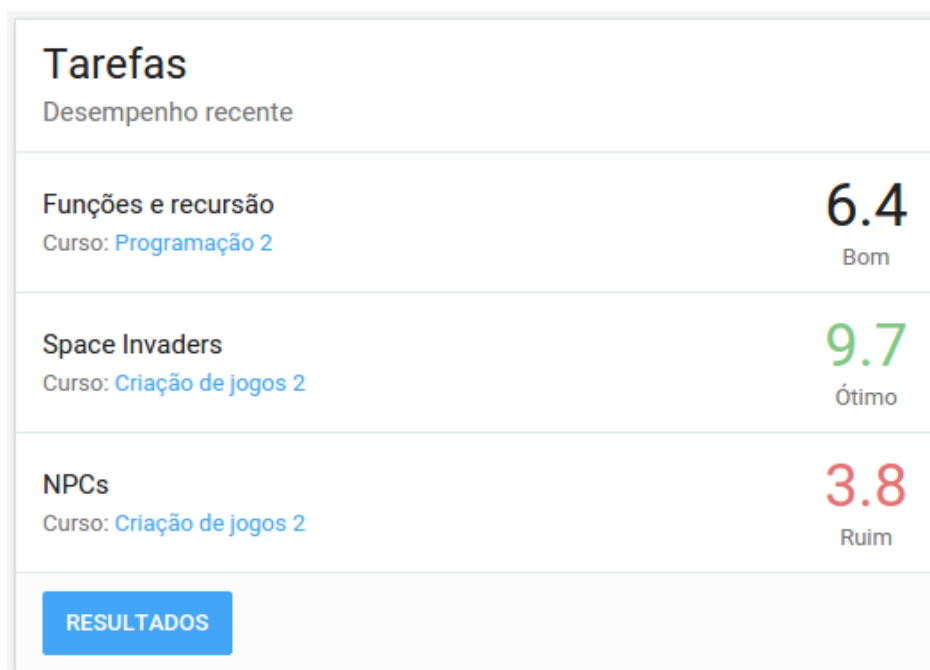 Tarefas
Desempenho recente
Funções e recursão
Curso: Programação 2
6.4
Bom
Space Invaders
Curso: Criação de jogos 2
9.7
Ótimo
NPCs
Curso: Criação de jogos 2
3.8
Ruim
RESULTADOS